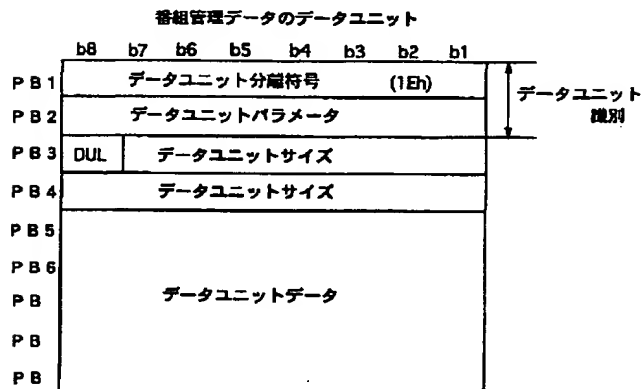 番組管理データのデータユニット
b8 b7 b6 b5 b4 b3 b2 b1
PB1 データユニット分離符号 (1Eh)
PB2 データユニットパラメータ
データユニット
識別
PB3 DUL データユニットサイズ
PB4 データユニットサイズ
PB5
PB6
PB データユニットデータ
PB
PB